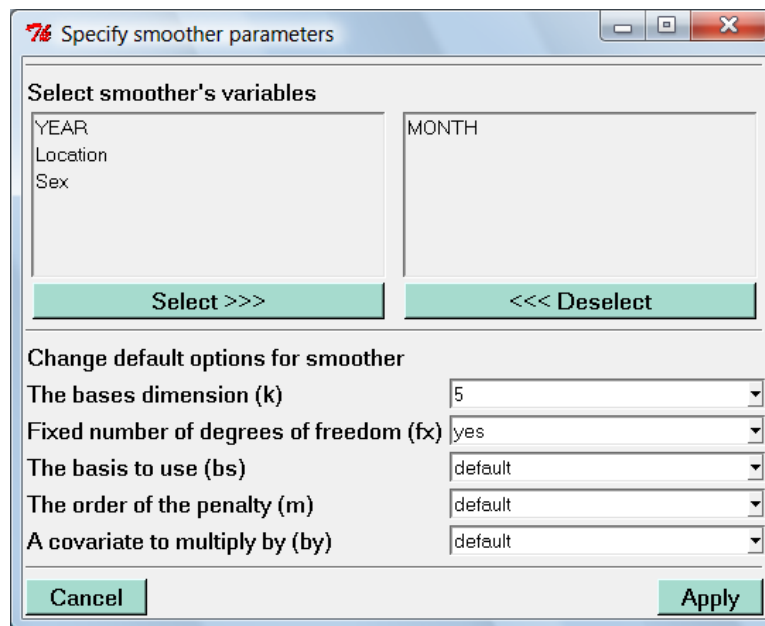 76 Specify smoother parameters
Select smoother's variables
YEAR
Location
Sex
MONTH
Select >>>
<<< Deselect
Change default options for smoother
The bases dimension (k) 5
Fixed number of degrees of freedom (fx) yes
The basis to use (bs) default
The order of the penalty (m) default
A covariate to multiply by (by) default
Cancel Apply